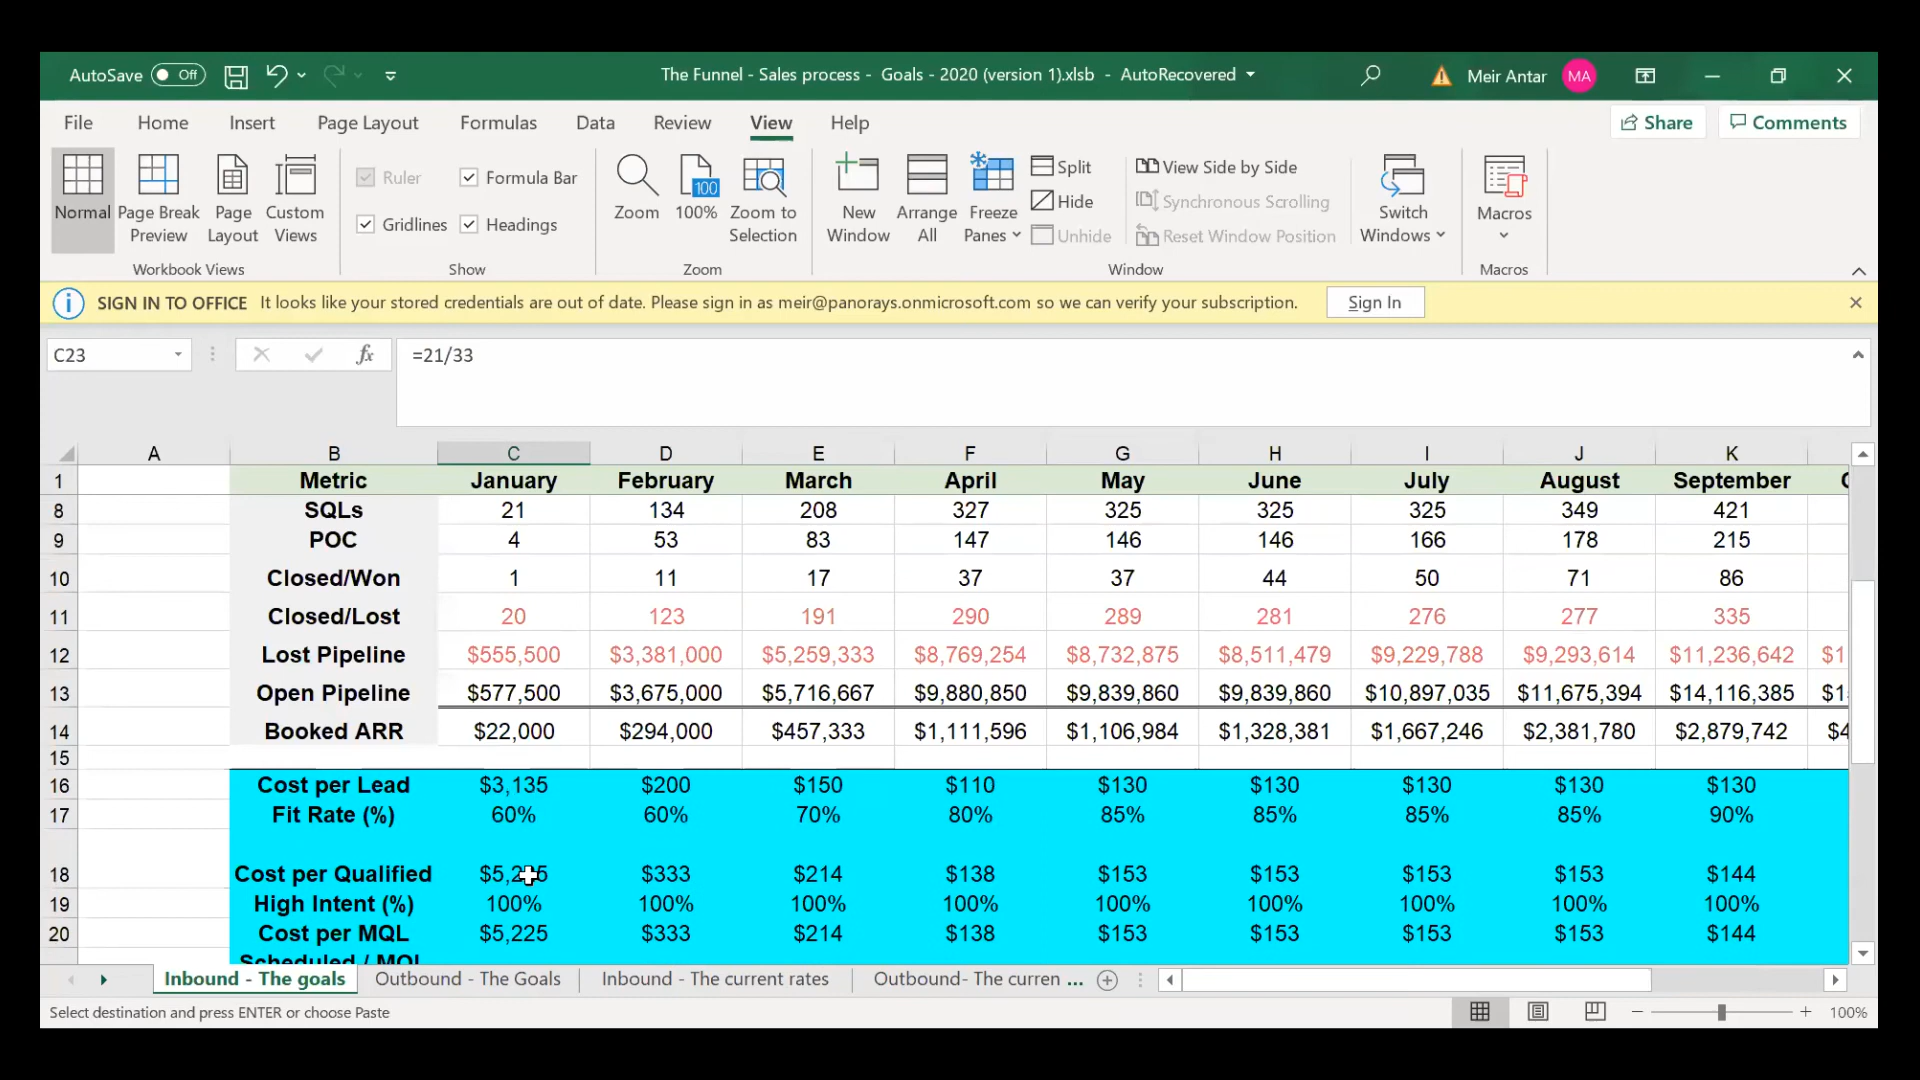 AutoSave Off The Funnel - Sales process - Goals - 2020 (version 1).xlsb - AutoRecovered Meir Antar MA
File Home Insert Page Layout Formulas Data Review View Help Share Comments
Normal Page Break Preview Page Layout Custom Views
Workbook Views
Ruler Formula Bar
Gridlines Headings
Show
Zoom 100 100% Zoom to Selection
Zoom
New Window Arrange All Freeze Panes
Split
Hide
Unhide
View Side by Side
Synchronous Scrolling
Reset Window Position
Switch Windows
Window
Macros
Macros
SIGN IN TO OFFICE It looks like your stored credentials are out of date. Please sign in as meir@panorays.onmicrosoft.com so we can verify your subscription. Sign In
C23 fx =21/33
A B C D E F G H I J K
1 Metric January February March April May June July August September
8 SQLs 21 134 208 327 325 325 325 349 421
9 POC 4 53 83 147 146 146 166 178 215
10 Closed/Won 1 11 17 37 37 44 50 71 86
11 Closed/Lost 20 123 191 290 289 281 276 277 335
12 Lost Pipeline $555,500 $3,381,000 $5,259,333 $8,769,254 $8,732,875 $8,511,479 $9,229,788 $9,293,614 $11,236,642 $1
13 Open Pipeline $577,500 $3,675,000 $5,716,667 $9,880,850 $9,839,860 $9,839,860 $10,897,035 $11,675,394 $14,116,385
14 Booked ARR $22,000 $294,000 $457,333 $1,111,596 $1,106,984 $1,328,381 $1,667,246 $2,381,780 $2,879,742 $4
15
16 Cost per Lead $3,135 $200 $150 $110 $130 $130 $130 $130 $130
17 Fit Rate (%) 60% 60% 70% 80% 85% 85% 85% 85% 90%
18 Cost per Qualified $333 $214 $138 $153 $153 $153 $153 $144
19 High Intent (%) 100% 100% 100% 100% 100% 100% 100% 100% 100%
20 Cost per MQL $5,225 $333 $214 $138 $153 $153 $153 $153 $144
Scheduled / MQL
Inbound - The goals Outbound - The Goals Inbound - The current rates Outbound- The curren ...
Select destination and press ENTER or choose Paste 100%